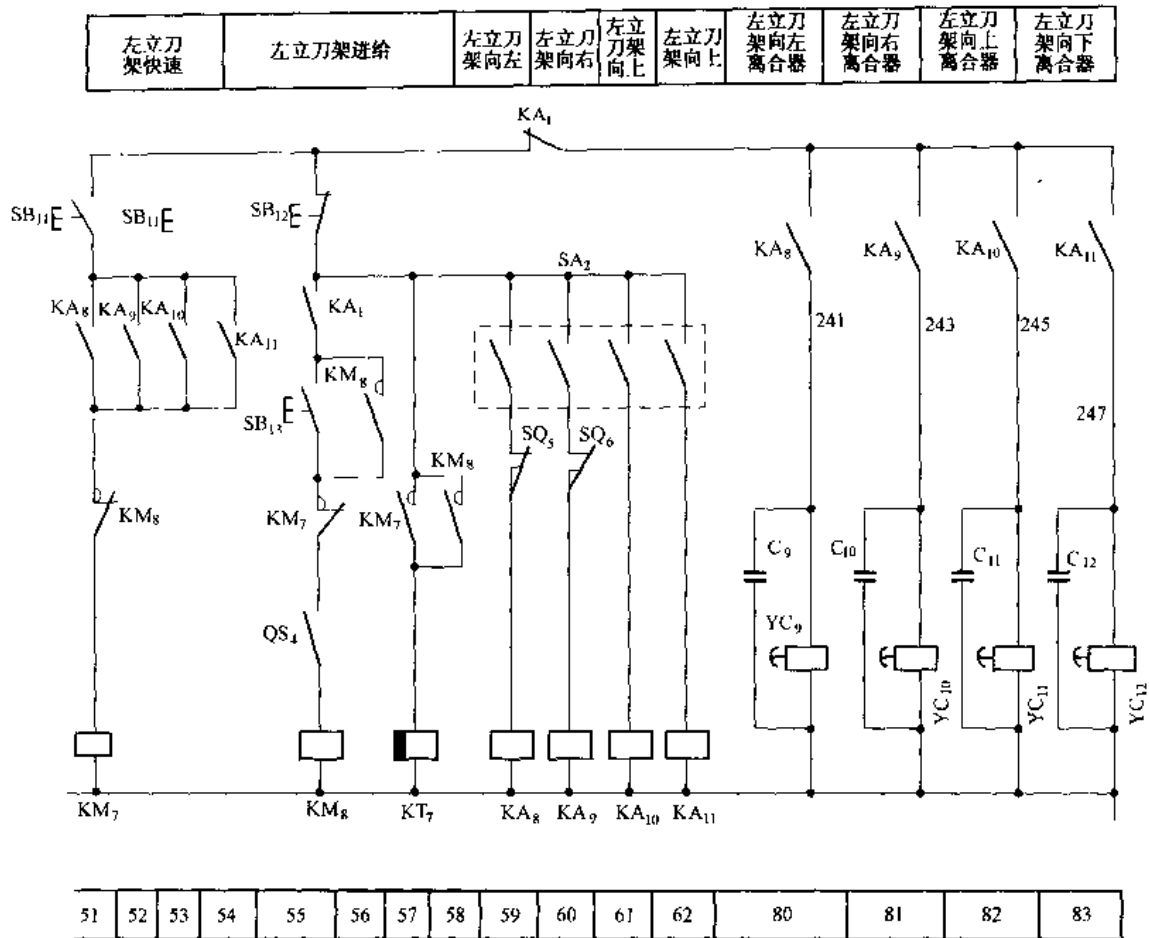 左立刀
架快速
左立刀架进给
左立刀
架向左
左立刀
架向右
左立
刀架
向上
左立刀
架向上
左立刀
架向左
离合器
左立刀
架向右
离合器
左立刀
架向上
离合器
左立刀
架向下
离合器
KA₁
SB₁₁
SB₁₁
SB₁₂
KA₈
KA₉
KA₁₀
KA₁₁
SA₂
KA₈
KA₉
KA₁₀
KA₁₁
KA₁
KM₈
SB₁₃
241
243
245
247
SQ₅
SQ₆
KM₈
KM₈
KM₇
KM₇
C₉
C₁₀
C₁₁
C₁₂
QS₄
YC₉
YC₁₀
YC₁₁
YC₁₂
KM₇
KM₈
KT₇
KA₈
KA₉
KA₁₀
KA₁₁
51 52 53 54 55 56 57 58 59 60 61 62 80 81 82 83